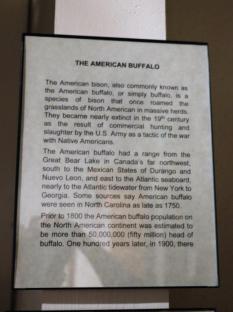 THE AMERICAN BUFFALO
The American bison, also commonly known as
the American buffalo, or simply buffalo, is a
species of bison that once roamed the
grasslands of North American in massive herds.
They became nearly extinct in the 19th century
as the result of commercial hunting and
slaughter by the U.S. Army as a tactic of the war
with Native Americans.
The American buffalo had a range from the
Great Bear Lake in Canada's far northwest,
south to the Mexican States of Durango and
Nuevo Leon, and east to the Atlantic seaboard,
nearly to the Atlantic tidewater from New York to
Georgia. Some sources say American buffalo
were seen in North Carolina as late as 1750.
Prior to 1800 the American buffalo population on
the North American continent was estimated to
be more than 50,000,000 (fifty million) head of
buffalo. One hundred years later, in 1900, there